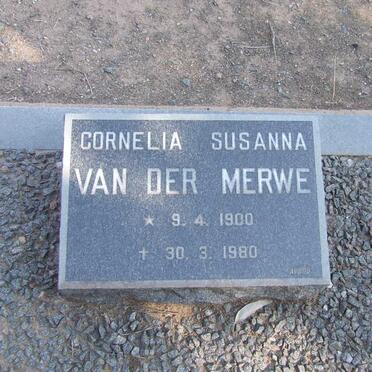 CORNELIA SUSANNA
VAN DER MERWE
★ 9. 4. 1900
✝ 30. 3. 1980